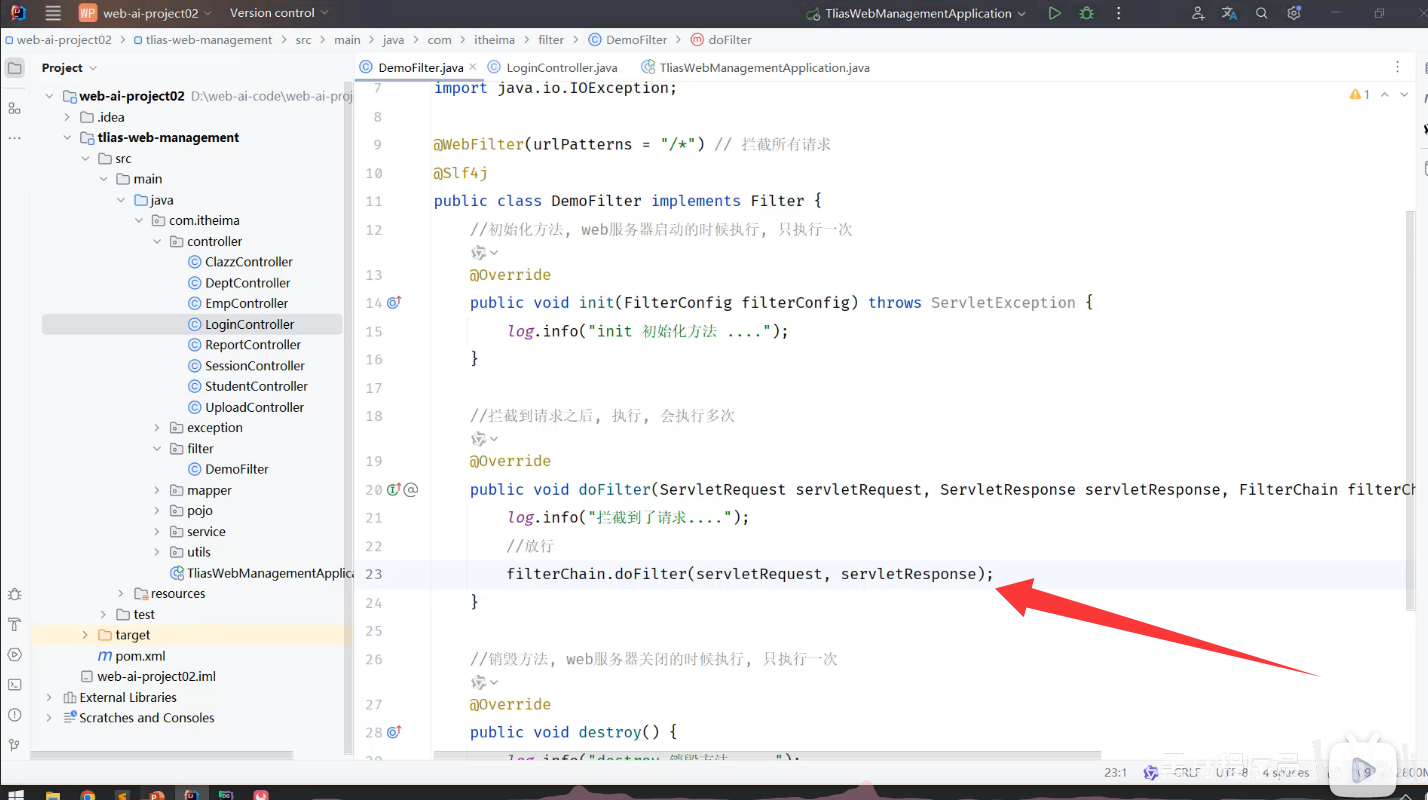 WP web-ai-project02 Version control TliasWebManagementApplication
web-ai-project02 > tlias-web-management > src > main > java > com > itheima > filter > DemoFilter > doFilter
Project
DemoFilter.java LoginController.java TliasWebManagementApplication.java
web-ai-project02 D:\web-ai-code\web-ai-proj
.idea
tlias-web-management
src
main
java
com.itheima
controller
ClazzController
DeptController
EmpController
LoginController
ReportController
SessionController
StudentController
UploadController
exception
filter
DemoFilter
mapper
pojo
service
utils
TliasWebManagementApplica
resources
test
target
pom.xml
web-ai-project02.iml
External Libraries
Scratches and Consoles
1
7 import java.io.IOException;
8
9 @WebFilter(urlPatterns = "/*") // 拦截所有请求
10 @Slf4j
11 public class DemoFilter implements Filter {
12 //初始化方法, web服务器启动的时候执行, 只执行一次
13 @Override
14 public void init(FilterConfig filterConfig) throws ServletException {
15 log.info("init 初始化方法 ....");
16 }
17
18 //拦截到请求之后, 执行, 会执行多次
19 @Override
20 public void doFilter(ServletRequest servletRequest, ServletResponse servletResponse, FilterChain filterCh
21 log.info("拦截到了请求....");
22 //放行
23 filterChain.doFilter(servletRequest, servletResponse);
24 }
25
26 //销毁方法, web服务器关闭的时候执行, 只执行一次
27 @Override
28 public void destroy() {
log.info("destroy 销毁方法 ....");
23:1 CRLF UTF-8 4 spaces